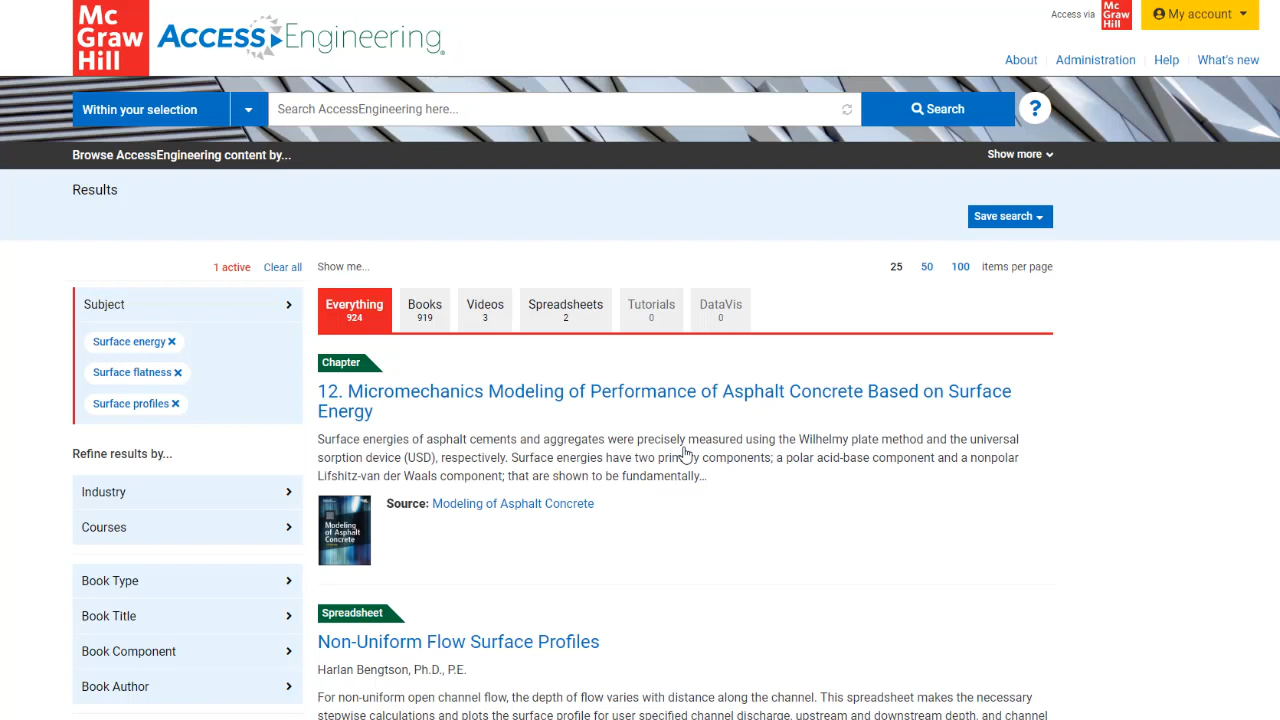 Mc
Graw
Hill
ACCESS Engineering
Access via
Mc
Graw
Hill
My account
About
Administration
Help
What's new
Within your selection
Search AccessEngineering here...
Search
?
Browse AccessEngineering content by...
Show more
Results
Save search
1 active
Clear all
Show me...
25 50 100 items per page
Subject
Surface energy
Surface flatness
Surface profiles
Refine results by...
Industry
Courses
Book Type
Book Title
Book Component
Book Author
Everything
924
Books
919
Videos
3
Spreadsheets
2
Tutorials
0
DataVis
0
Chapter
12. Micromechanics Modeling of Performance of Asphalt Concrete Based on Surface
Energy
Surface energies of asphalt cements and aggregates were precisely measured using the Wilhelmy plate method and the universal
sorption device (USD), respectively. Surface energies have two primary components; a polar acid-base component and a nonpolar
Lifshitz-van der Waals component; that are shown to be fundamentally...
Modeling
of Asphalt
Concrete
Source: Modeling of Asphalt Concrete
Spreadsheet
Non-Uniform Flow Surface Profiles
Harlan Bengtson, Ph.D., P.E.
For non-uniform open channel flow, the depth of flow varies with distance along the channel. This spreadsheet makes the necessary
stepwise calculations and plots the surface profile for user specified channel discharge, upstream and downstream depth, and channel